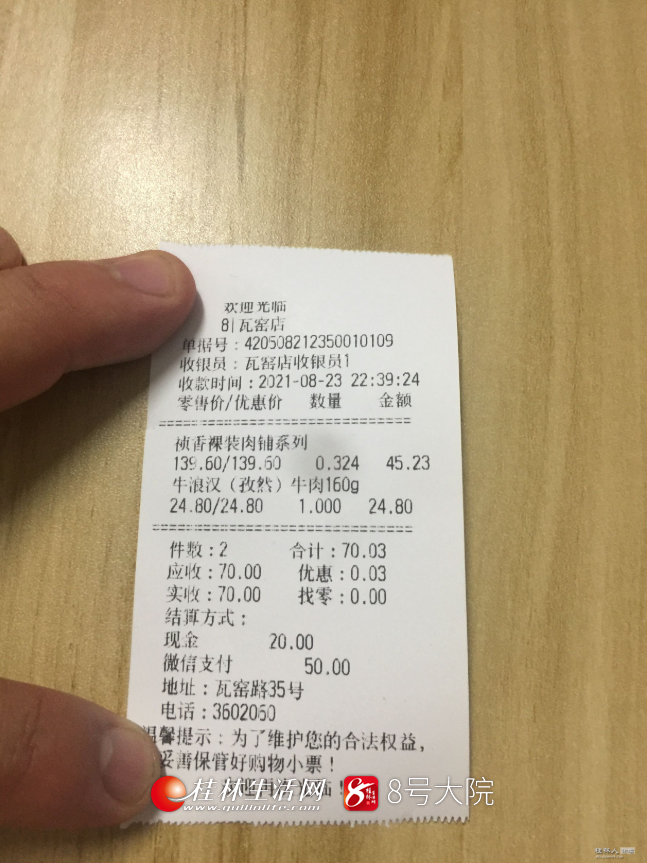 欢迎光临
8|瓦窑店
单据号：420508212350010109
收银员：瓦窑店收银员1
收款时间：2021-08-23 22:39:24
零售价/优惠价 数量 金额
祯香裸装肉铺系列
139.60/139.60 0.324 45.23
牛浪汉（孜然）牛肉160g
24.80/24.80 1.000 24.80
件数：2 合计：70.03
应收：70.00 优惠：0.03
实收：70.00 找零：0.00
结算方式：
现金 20.00
微信支付 50.00
地址：瓦窑路35号
电话：3602060
温馨提示：为了维护您的合法权益，
妥善保管好购物小票！
桂林生活网 8号大院
www.guilinlife.com